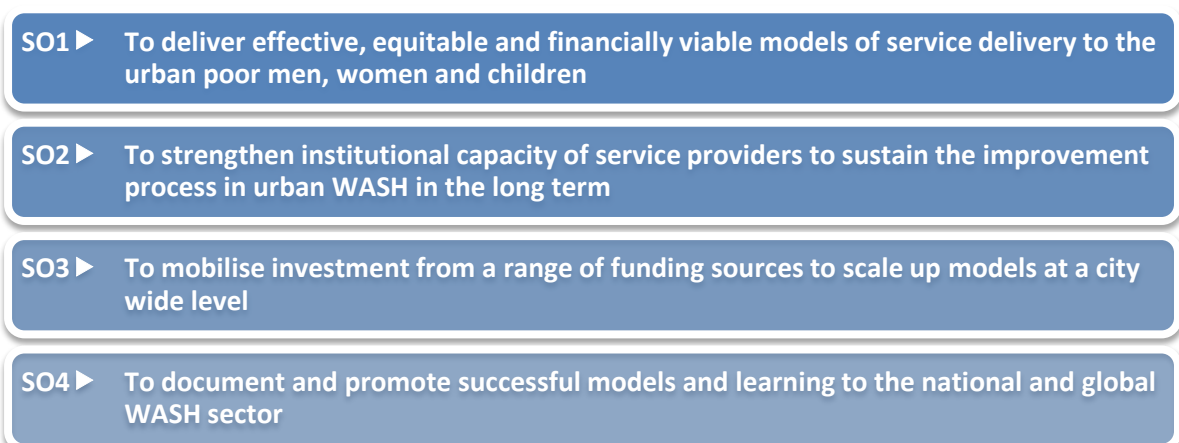 SO1▶ To deliver effective, equitable and financially viable models of service delivery to the
urban poor men, women and children
SO2▶ To strengthen institutional capacity of service providers to sustain the improvement
process in urban WASH in the long term
SO3▶ To mobilise investment from a range of funding sources to scale up models at a city
wide level
SO4▶ To document and promote successful models and learning to the national and global
WASH sector